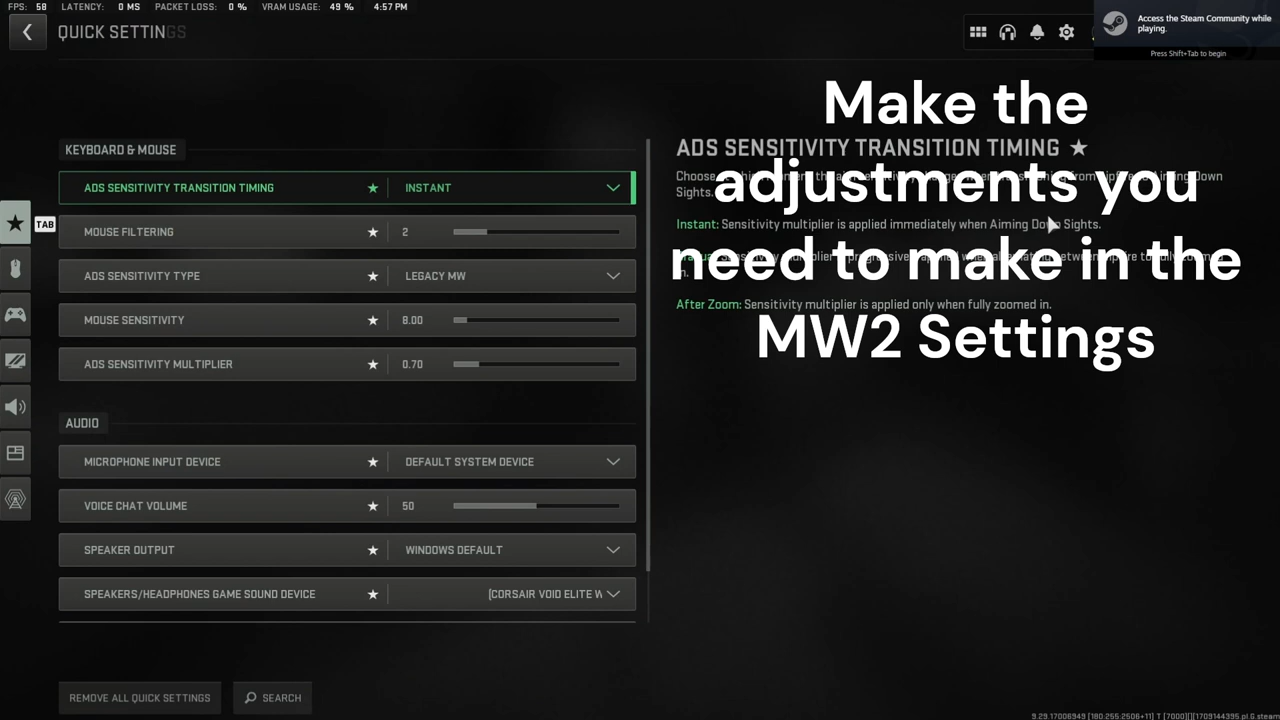 FPS: 58 LATENCY: 0 MS PACKET LOSS: 0 % VRAM USAGE: 49 % 4:57 PM
QUICK SETTINGS
Access the Steam Community while
playing.
Press Shift+Tab to begin
Make the
adjustments you
need to make in the
MW2 Settings
KEYBOARD & MOUSE
ADS SENSITIVITY TRANSITION TIMING INSTANT
TAB
MOUSE FILTERING 2
ADS SENSITIVITY TYPE LEGACY MW
MOUSE SENSITIVITY 8.00
ADS SENSITIVITY MULTIPLIER 0.70
AUDIO
MICROPHONE INPUT DEVICE DEFAULT SYSTEM DEVICE
VOICE CHAT VOLUME 50
SPEAKER OUTPUT WINDOWS DEFAULT
SPEAKERS/HEADPHONES GAME SOUND DEVICE [CORSAIR VOID ELITE W
REMOVE ALL QUICK SETTINGS SEARCH
ADS SENSITIVITY TRANSITION TIMING
Choose Down
Sights.
Instant: Sensitivity multiplier is applied immediately when Aiming Down Sights.
After Zoom: Sensitivity multiplier is applied only when fully zoomed in.